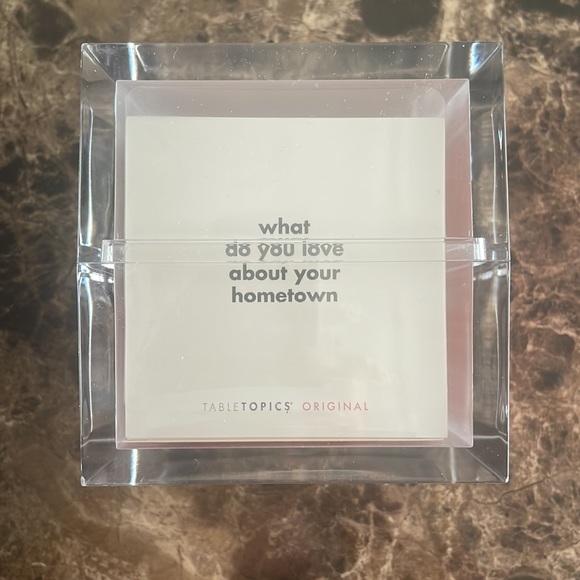 what
do you love
about your
hometown
TABLETOPICS® ORIGINAL